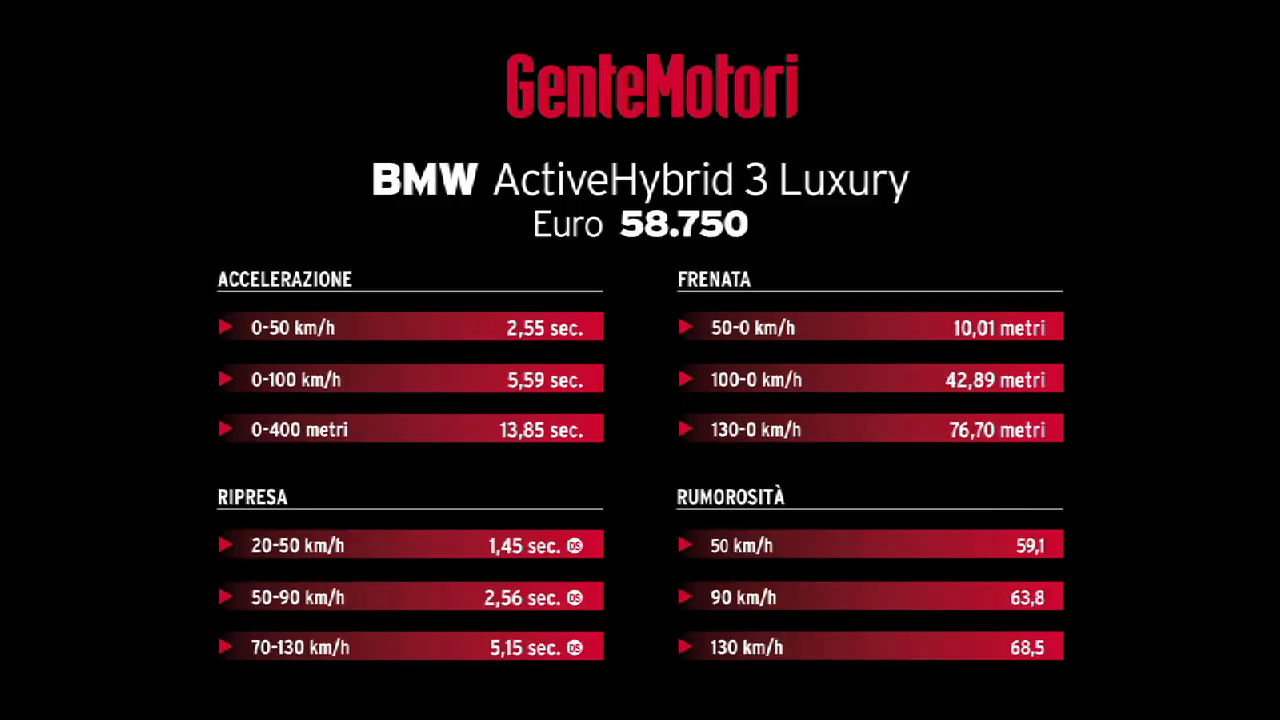 GenteMotori
BMW ActiveHybrid 3 Luxury
Euro 58.750
ACCELERAZIONE
0-50 km/h 2,55 sec.
0-100 km/h 5,59 sec.
0-400 metri 13,85 sec.
FRENATA
50-0 km/h 10,01 metri
100-0 km/h 42,89 metri
130-0 km/h 76,70 metri
RIPRESA
20-50 km/h 1,45 sec. DS
50-90 km/h 2,56 sec. DS
70-130 km/h 5,15 sec. DS
RUMOROSITÀ
50 km/h 59,1
90 km/h 63,8
130 km/h 68,5